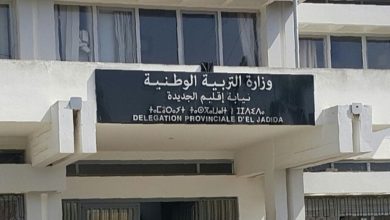 وزارة التربية الوطنية
نيابة إقليم الجديدة
DELEGATION PROVINCIALE D'EL JADIDA